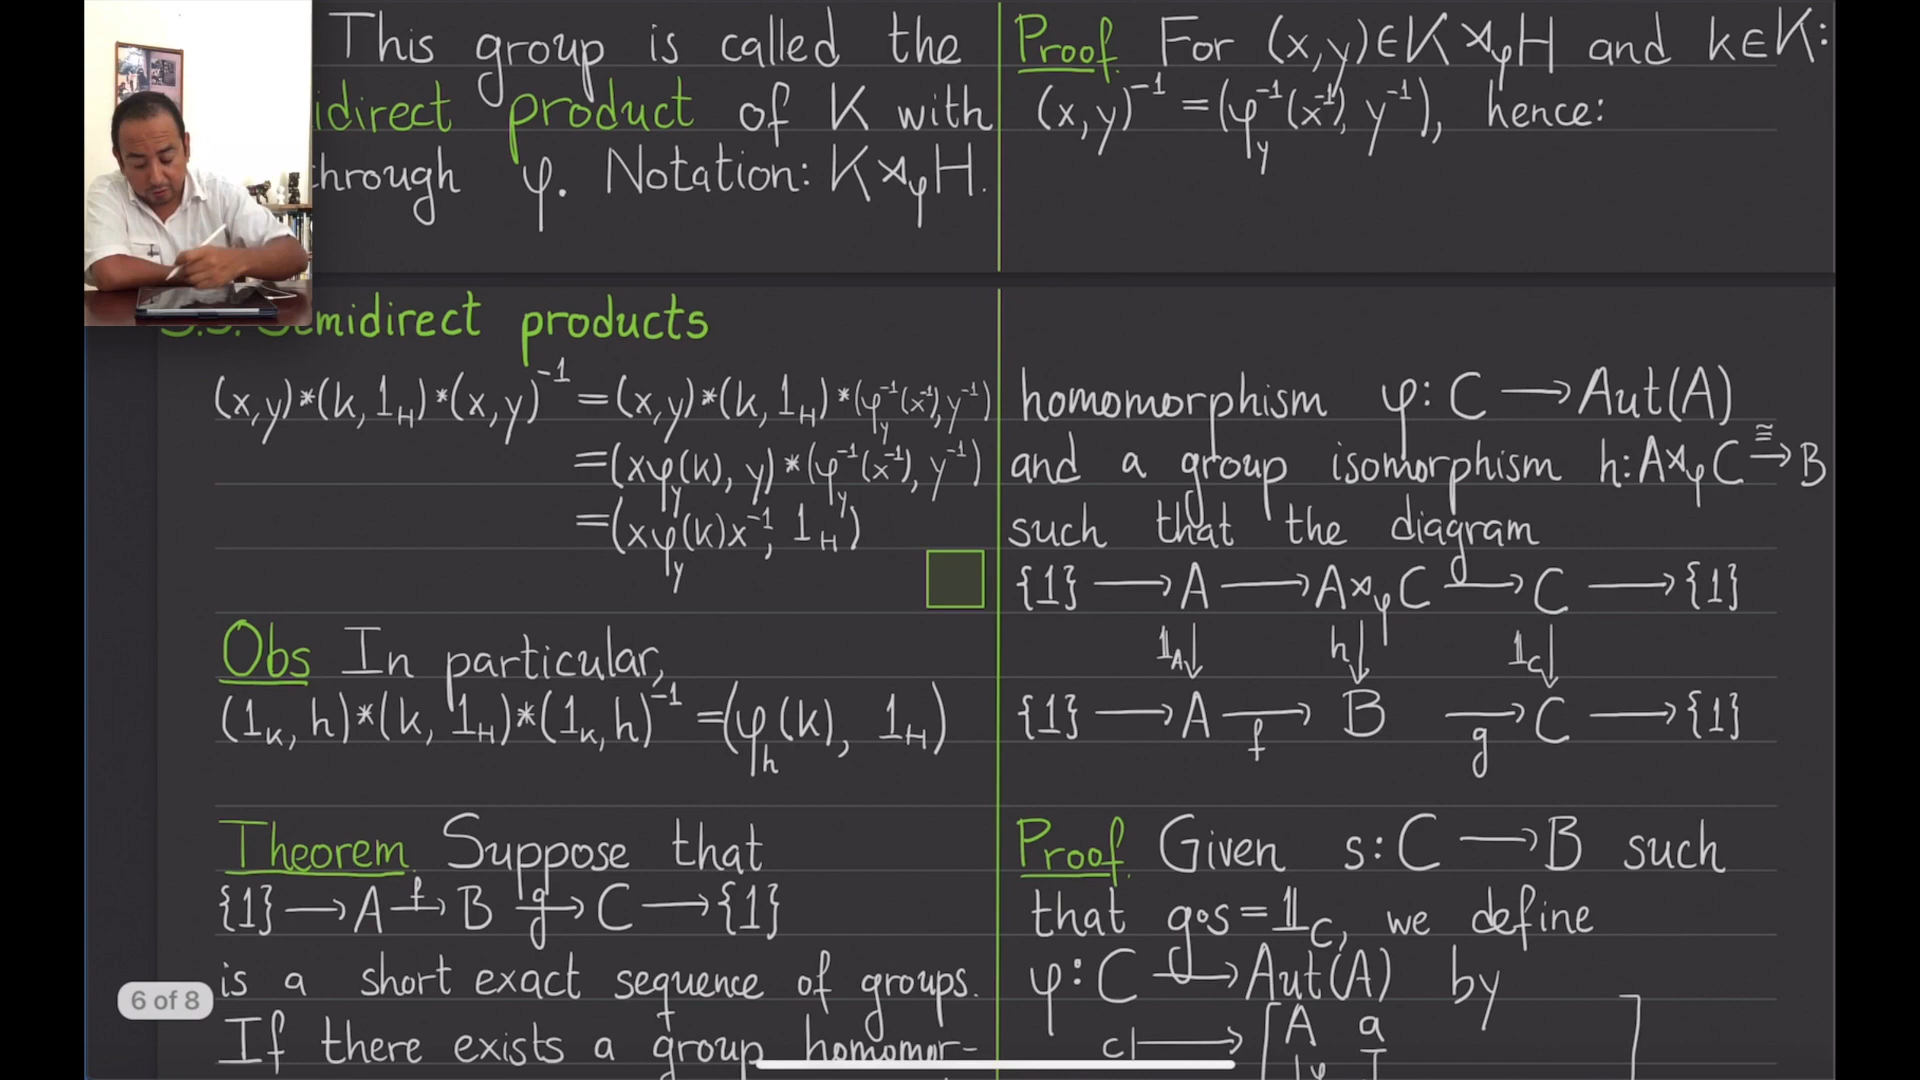 This group is called the
idirect product of K with
through φ. Notation: K⋊φH.
Proof. For (x,y)∈K⋊φH and k∈K:
(x,y)⁻¹=(φy⁻¹(x⁻¹), y⁻¹), hence:
Semidirect products
(x,y)*(k,1H)*(x,y)⁻¹=(x,y)*(k,1H)*(φy⁻¹(x⁻¹),y⁻¹)
=(xφy(k), y)*(φy⁻¹(x⁻¹), y⁻¹)
=(xφy(k)x⁻¹, 1H)
Obs In particular,
(1K, h)*(k, 1H)*(1K, h)⁻¹=(φh(k), 1H)
Theorem. Suppose that
{1}→A→B→C→{1}
f g
is a short exact sequence of groups.
If there exists a group homomor-
homomorphism φ: C→Aut(A)
and a group isomorphism h: A⋊φC ≅→B
such that the diagram
{1}→A→A⋊φC→C→{1}
1A↓ h↓ 1C↓
{1}→A→B→C→{1}
f g
Proof. Given s: C→B such
that g∘s=1C, we define
φ: C→Aut(A) by
c↦[A a
6 of 8